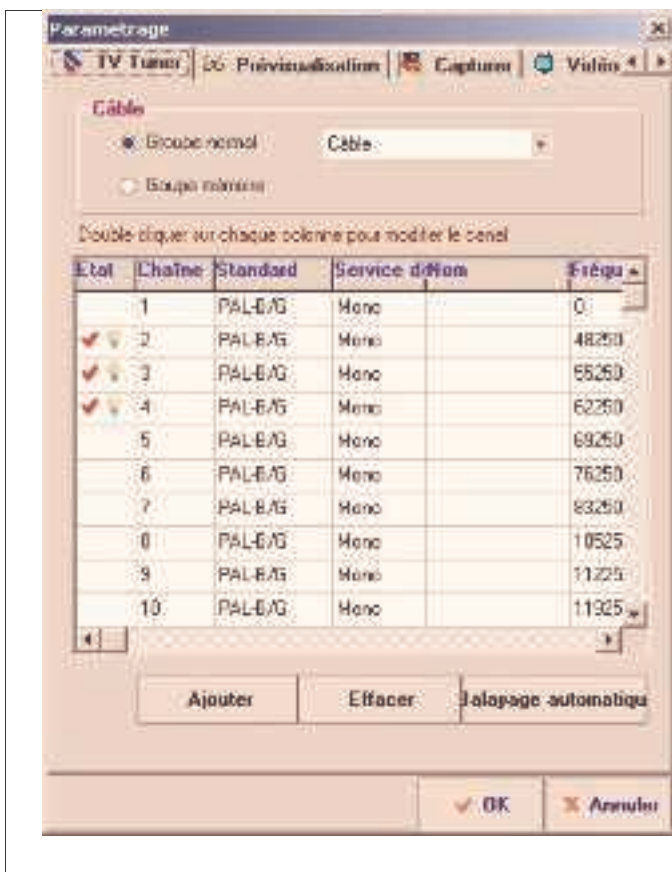 Parametrage
TV Tuner Prévisualisation Capturer Vidéo
Câble
Groupe normal Câble
Goupe mémoire
Double cliquer sur chaque colonne pour modifier le canal
Etat Chaîne Standard Service d Nom Fréqu
1 PAL-B/G Mono 0
2 PAL-B/G Mono 48250
3 PAL-B/G Mono 55250
4 PAL-B/G Mono 62250
5 PAL-B/G Mono 69250
6 PAL-B/G Mono 76250
7 PAL-B/G Mono 83250
8 PAL-B/G Mono 10525
9 PAL-B/G Mono 11225
10 PAL-B/G Mono 11925
Ajouter Effacer Balayage automatiqu
OK Annuler